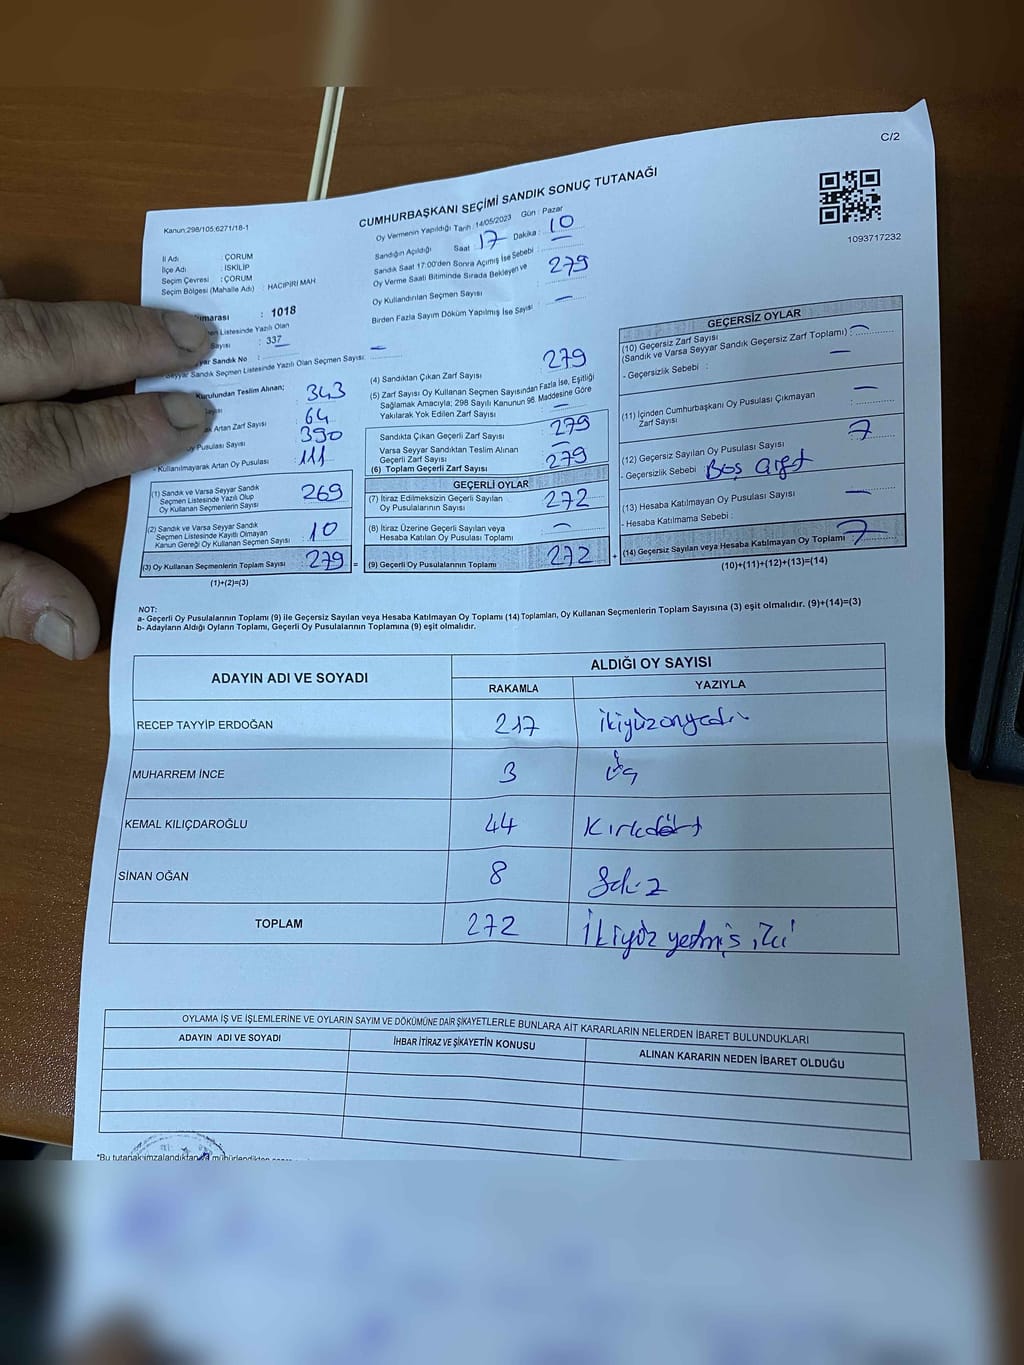 C/2
CUMHURBAŞKANI SEÇİMİ SANDIK SONUÇ TUTANAĞI
Kanun;298/105.6271/18-1
1093717232
Oy Vermenin Yapıldığı Tarih : 14/05/2023 Gün : Pazar
Sandığın Açıldığı Saat : 17 Dakika : 10
Sandık Saat 17:00'den Sonra Açımış İse Sebebi :
Oy Verme Saati Bitiminde Sırada Bekleyen ve
Oy Kullandırılan Seçmen Sayısı 279
Birden Fazla Sayım Döküm Yapılmış İse Sayısı : —
İl Adı : ÇORUM
İlçe Adı : İSKİLİP
Seçim Çevresi : ÇORUM
Seçim Bölgesi (Mahalle Adı) : HACIPİRİ MAH
marası : 1018
Listesinde Yazılı Olan
Sayısı : 337
Sandık No : —
Seyyar Sandık Seçmen Listesinde Yazılı Olan Seçmen Sayısı:
Kurulundan Teslim Alınan;
343
Artan Zarf Sayısı : 64
Pusulası Sayısı : 390
- Kullanılmayarak Artan Oy Pusulası : 111
(1) Sandık ve Varsa Seyyar Sandık
Seçmen Listesinde Yazılı Olup
Oy Kullanan Seçmenlerin Sayısı : 269
(2) Sandık ve Varsa Seyyar Sandık
Seçmen Listesinde Kayıtlı Olmayan
Kanun Gereği Oy Kullanan Seçmen Sayısı : 10
(3) Oy Kullanan Seçmenlerin Toplam Sayısı : 279 =
(1)+(2)=(3)
(4) Sandıktan Çıkan Zarf Sayısı : 279
(5) Zarf Sayısı Oy Kullanan Seçmen Sayısından Fazla İse, Eşitliği
Sağlamak Amacıyla; 298 Sayılı Kanunun 98. Maddesine Göre
Yakılarak Yok Edilen Zarf Sayısı : —
Sandıkta Çıkan Geçerli Zarf Sayısı : 279
Varsa Seyyar Sandıktan Teslim Alınan
Geçerli Zarf Sayısı : —
(6) Toplam Geçerli Zarf Sayısı : 279
GEÇERLİ OYLAR
(7) İtiraz Edilmeksizin Geçerli Sayılan
Oy Pusulalarının Sayısı : 272
(8) İtiraz Üzerine Geçerli Sayılan veya
Hesaba Katılan Oy Pusulası Toplamı : —
(9) Geçerli Oy Pusulalarının Toplamı : 272 +
GEÇERSİZ OYLAR
(10) Geçersiz Zarf Sayısı
(Sandık ve Varsa Seyyar Sandık Geçersiz Zarf Toplamı) : —
- Geçersizlik Sebebi : —
(11) İçinden Cumhurbaşkanı Oy Pusulası Çıkmayan
Zarf Sayısı : —
(12) Geçersiz Sayılan Oy Pusulası Sayısı : 7
- Geçersizlik Sebebi : Boş
(13) Hesaba Katılmayan Oy Pusulası Sayısı : —
- Hesaba Katılmama Sebebi :
(14) Geçersiz Sayılan veya Hesaba Katılmayan Oy Toplamı : 7
(10)+(11)+(12)+(13)=(14)
NOT:
a- Geçerli Oy Pusulalarının Toplamı (9) ile Geçersiz Sayılan veya Hesaba Katılmayan Oy Toplamı (14) Toplamları, Oy Kullanan Seçmenlerin Toplam Sayısına (3) eşit olmalıdır. (9)+(14)=(3)
b- Adayların Aldığı Oyların Toplamı, Geçerli Oy Pusulalarının Toplamına (9) eşit olmalıdır.
ADAYIN ADI VE SOYADI ALDIĞI OY SAYISI
RAKAMLA YAZIYLA
RECEP TAYYİP ERDOĞAN 217 ikiyüzonyedi
MUHARREM İNCE 3 üç
KEMAL KILIÇDAROĞLU 44 kırkdört
SİNAN OĞAN 8 Sekiz
TOPLAM 272 ikiyüz yetmiş iki
OYLAMA İŞ VE İŞLEMLERİNE VE OYLARIN SAYIM VE DÖKÜMÜNE DAİR ŞİKAYETLERLE BUNLARA AİT KARARLARIN NELERDEN İBARET BULUNDUKLARI
ADAYIN ADI VE SOYADI İHBAR İTİRAZ VE ŞİKAYETİN KONUSU ALINAN KARARIN NEDEN İBARET OLDUĞU
*Bu tutanak imzalandıktan